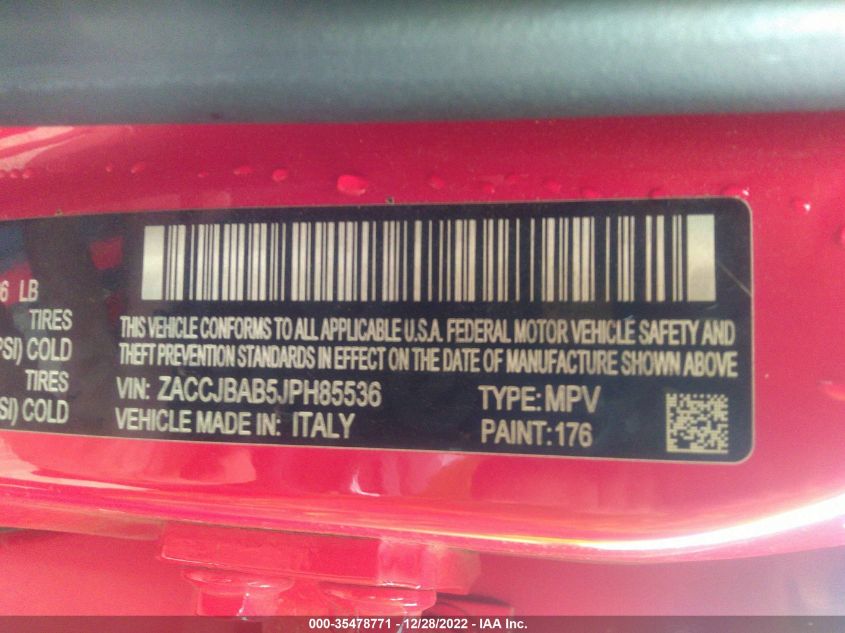 6 LB
TIRES
PSI) COLD
TIRES
SI) COLD
THIS VEHICLE CONFORMS TO ALL APPLICABLE U.S.A. FEDERAL MOTOR VEHICLE SAFETY AND
THEFT PREVENTION STANDARDS IN EFFECT ON THE DATE OF MANUFACTURE SHOWN ABOVE
VIN: ZACCJBAB5JPH85536 TYPE: MPV
VEHICLE MADE IN: ITALY PAINT: 176
000-35478771 - 12/28/2022 - IAA Inc.